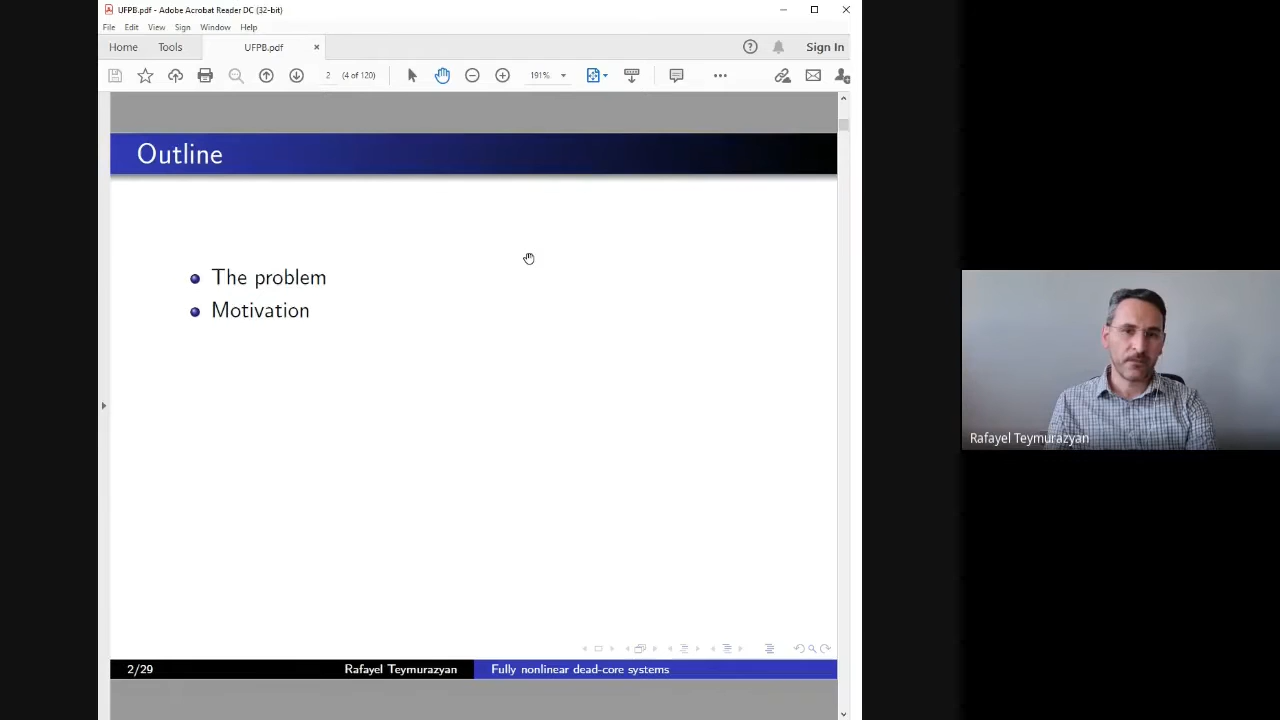 UFPB.pdf - Adobe Acrobat Reader DC (32-bit)
File Edit View Sign Window Help
Home Tools UFPB.pdf Sign In
2 (4 of 120) 191%
Outline
The problem
Motivation
Rafayel Teymurazyan
2/29 Rafayel Teymurazyan Fully nonlinear dead-core systems